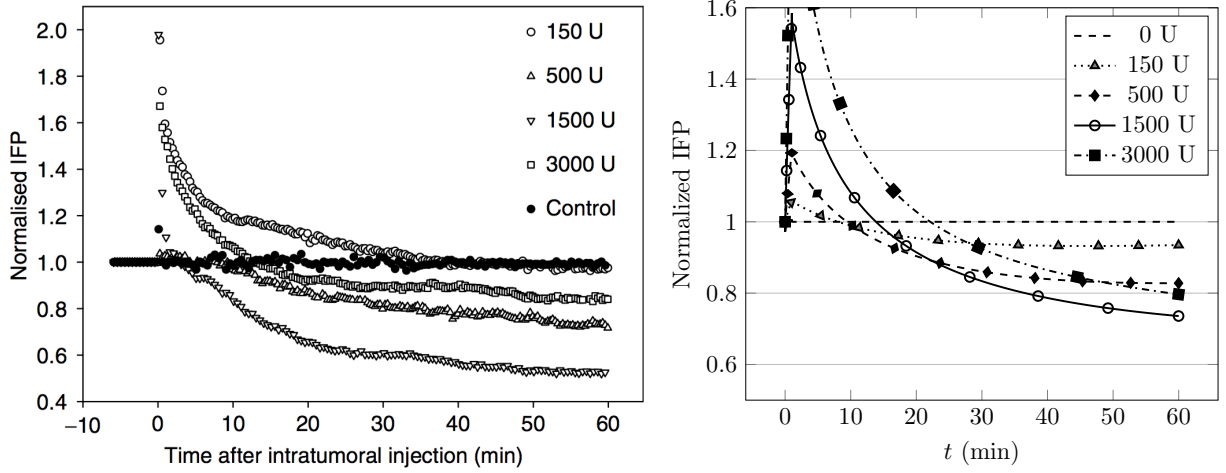 2.0
1.8
1.6
1.4
1.2
1.0
0.8
0.6
0.4
−10
0
10
20
30
40
50
60
Normalised IFP
Time after intratumoral injection (min)
150 U
500 U
1500 U
3000 U
Control
1.6
1.4
1.2
1
0.8
0.6
0
10
20
30
40
50
60
Normalized IFP
t (min)
0 U
150 U
500 U
1500 U
3000 U